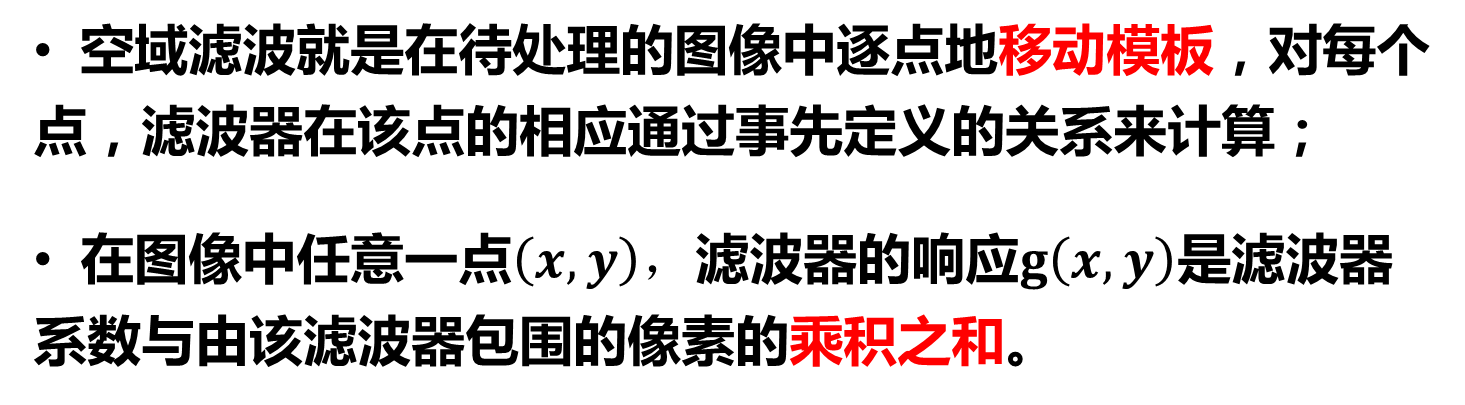 • 空域滤波就是在待处理的图像中逐点地移动模板，对每个
点，滤波器在该点的相应通过事先定义的关系来计算；
• 在图像中任意一点(x, y)，滤波器的响应g(x, y)是滤波器
系数与由该滤波器包围的像素的乘积之和。